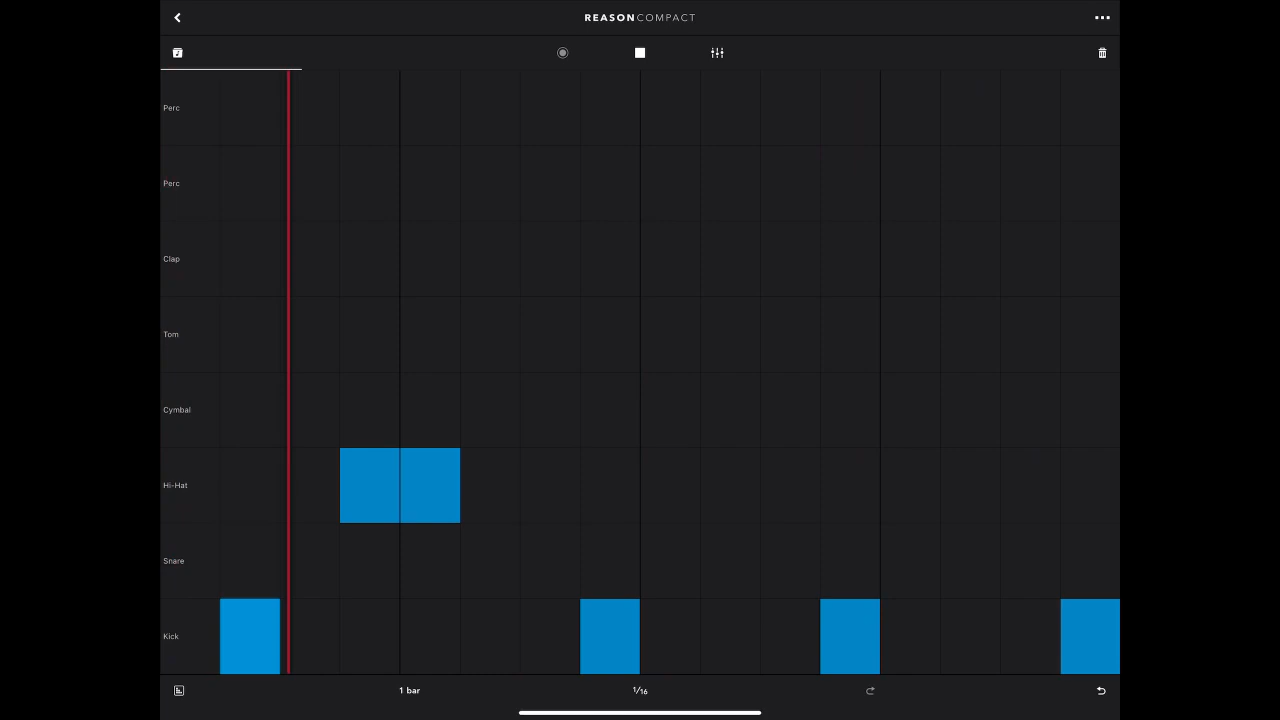 REASONCOMPACT
Perc
Perc
Clap
Tom
Cymbal
Hi-Hat
Snare
Kick
1 bar
1/16